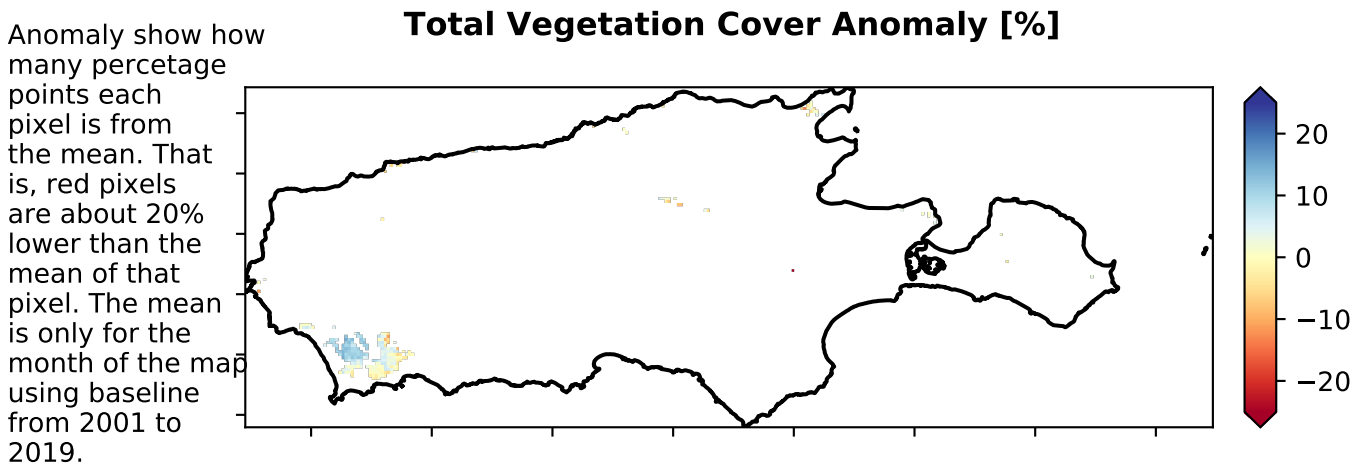 Total Vegetation Cover Anomaly [%]
Anomaly show how
many percetage
points each
pixel is from
the mean. That
is, red pixels
are about 20%
lower than the
mean of that
pixel. The mean
is only for the
month of the map
using baseline
from 2001 to
2019.
20
10
0
−10
−20